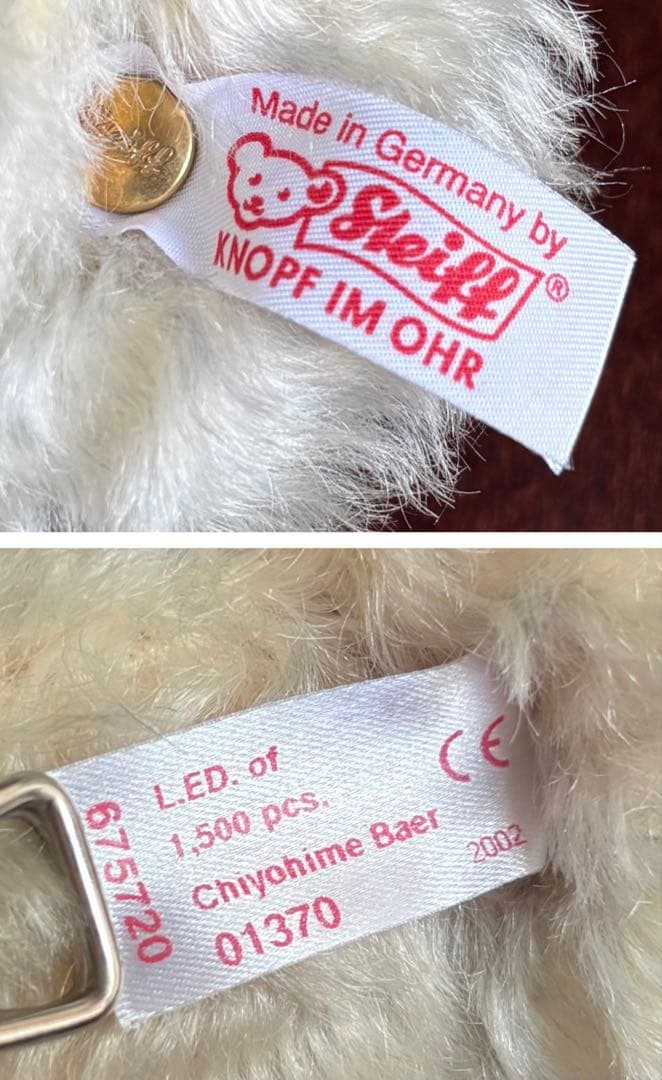 Made in Germany by
Steiff®
KNOPF IM OHR
L.ED. of
1,500 pcs.
Chiyohime Baer
01370
675720
CE
2002